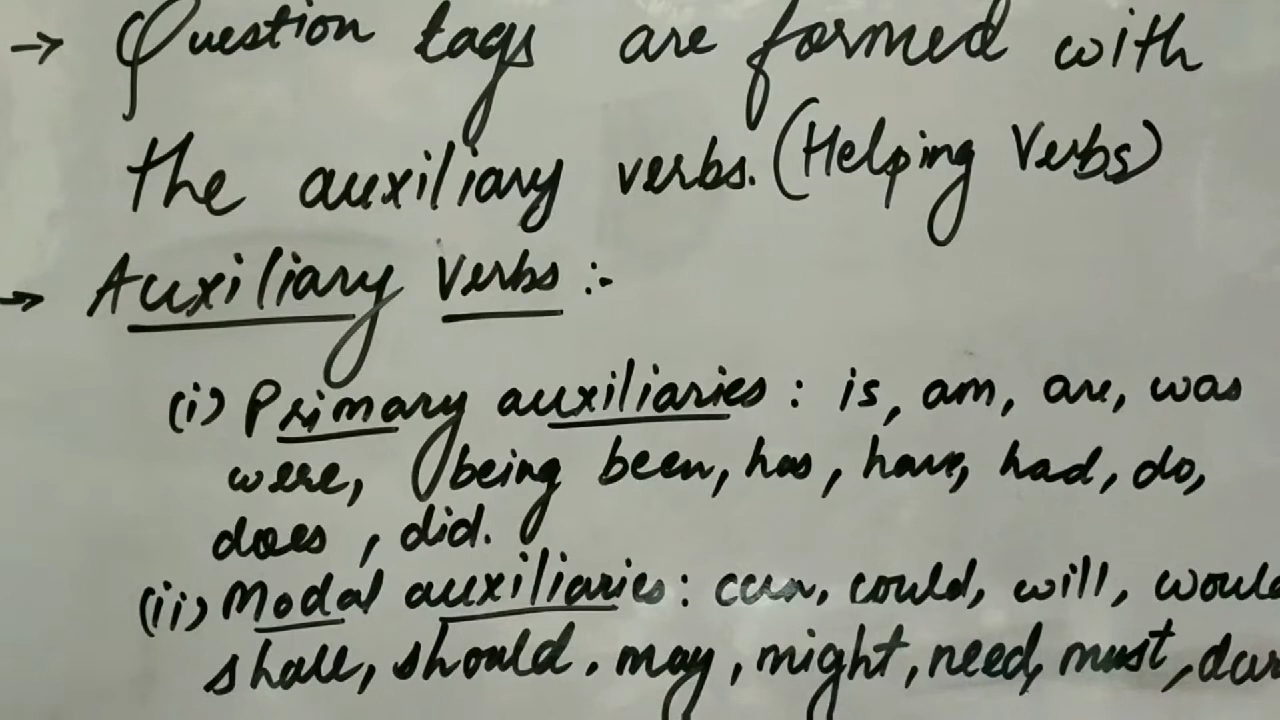 → Question tags are formed with
the auxiliary verbs. (Helping Verbs)
→ Auxiliary Verbs :-
(i) Primary auxiliaries : is, am, are, was
were, being been, has, have, had, do,
does, did.
(ii) Modal auxiliaries : can, could, will, would
shall, should, may, might, need, must,